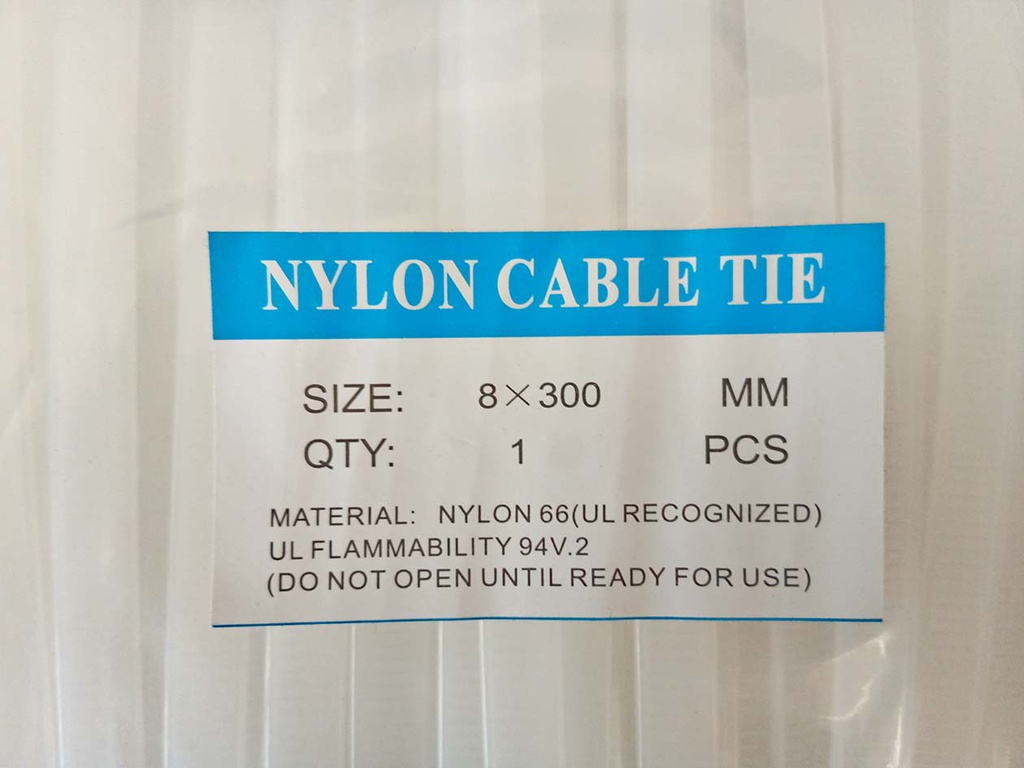 NYLON CABLE TIE
SIZE: 8×300 MM
QTY: 1 PCS
MATERIAL: NYLON 66(UL RECOGNIZED)
UL FLAMMABILITY 94V.2
(DO NOT OPEN UNTIL READY FOR USE)